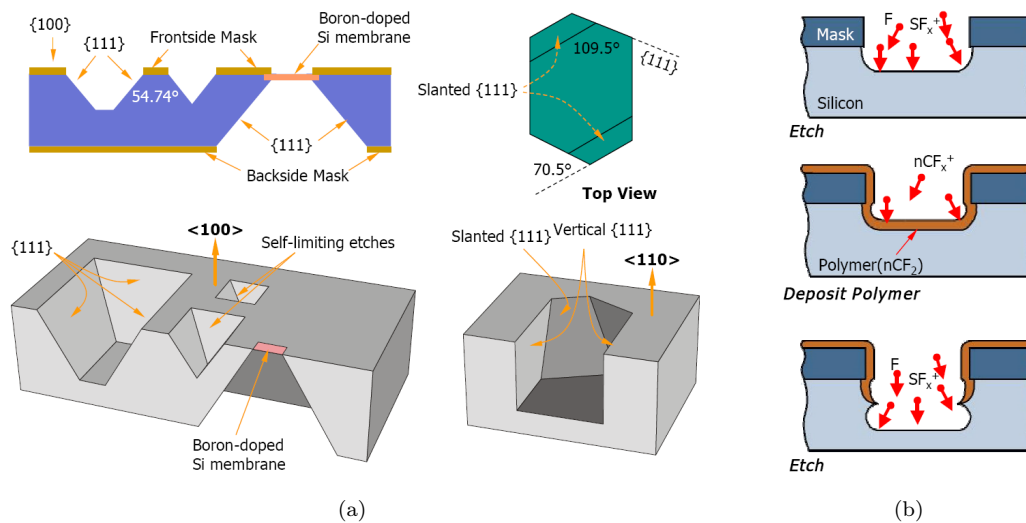 {100}
{111}
Frontside Mask
Boron-doped
Si membrane
54.74°
{111}
Backside Mask
109.5°
{111}
Slanted {111}
70.5°
Top View
{111}
<100>
Self-limiting etches
Boron-doped
Si membrane
Slanted {111}
Vertical {111}
<110>
(a)
F
SFx+
Mask
Silicon
Etch
nCFx+
Polymer(nCF2)
Deposit Polymer
F
SFx+
Etch
(b)